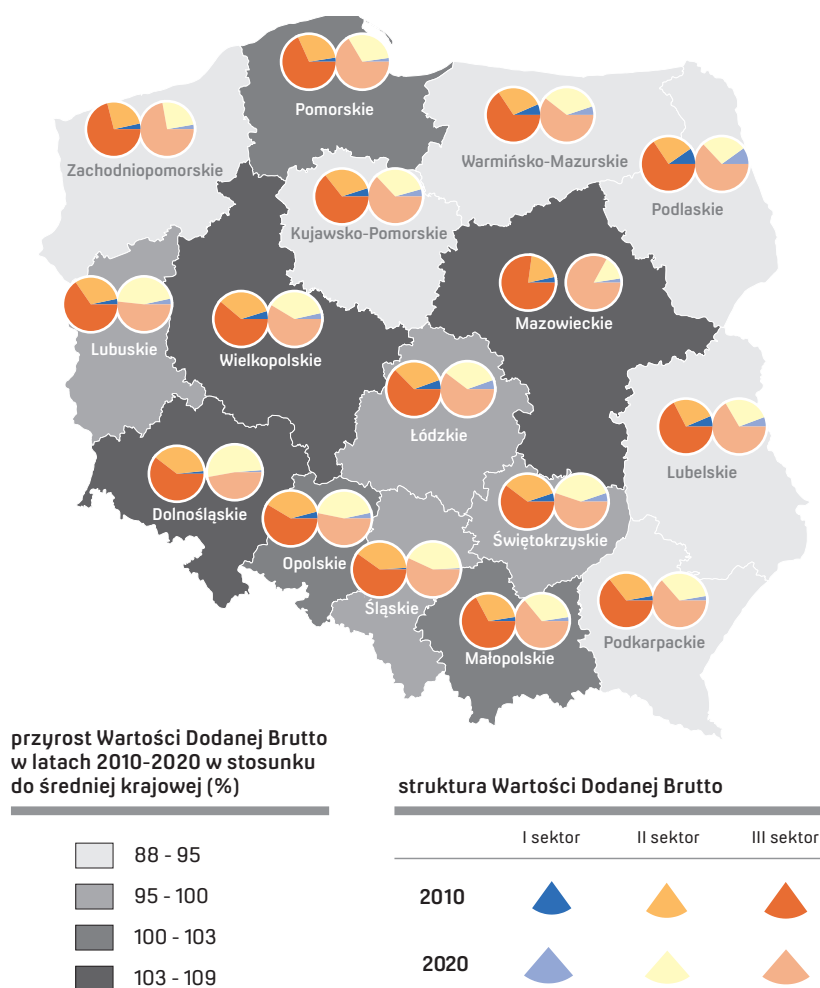 Pomorskie
Zachodniopomorskie
Warmińsko-Mazurskie
Podlaskie
Kujawsko-Pomorskie
Mazowieckie
Lubuskie
Wielkopolskie
Łódzkie
Lubelskie
Dolnośląskie
Opolskie
Świętokrzyskie
Śląskie
Małopolskie
Podkarpackie
przyrost Wartości Dodanej Brutto
w latach 2010-2020 w stosunku
do średniej krajowej (%)
88 - 95
95 - 100
100 - 103
103 - 109
struktura Wartości Dodanej Brutto
I sektor II sektor III sektor
2010
2020